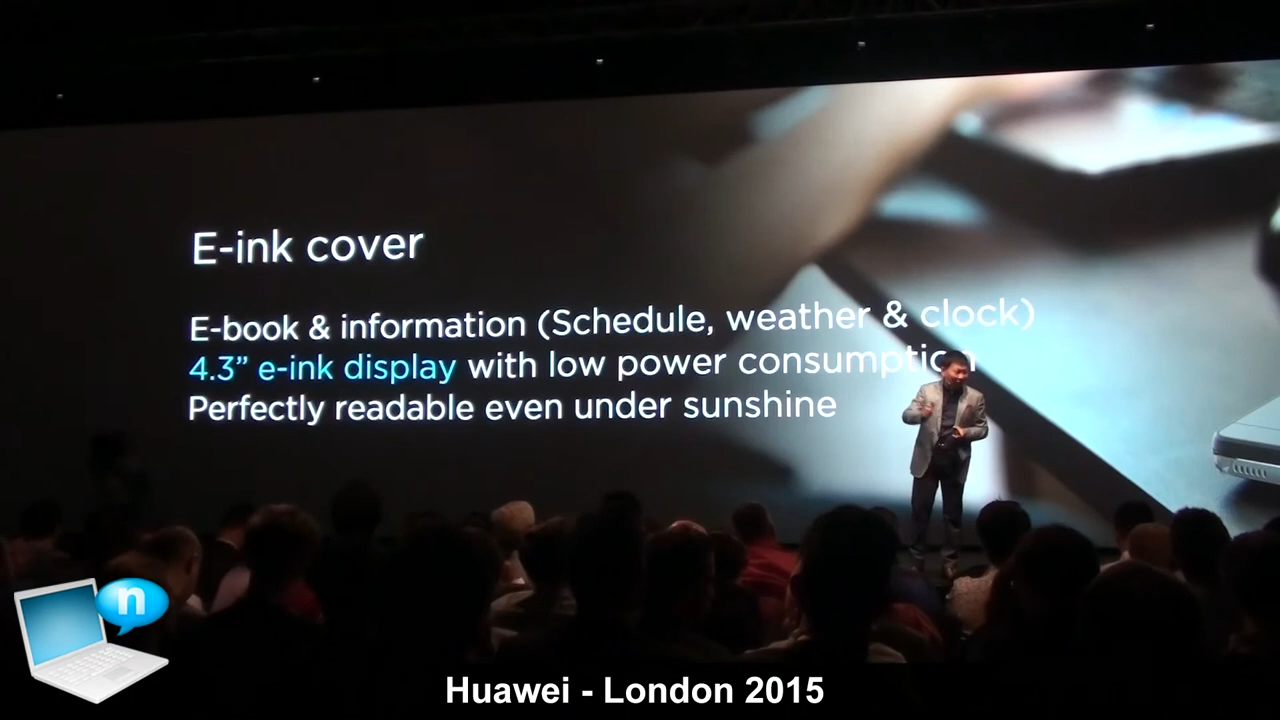 E-ink cover
E-book & information (Schedule, weather & clock)
4.3” e-ink display with low power consumption
Perfectly readable even under sunshine
n
Huawei - London 2015